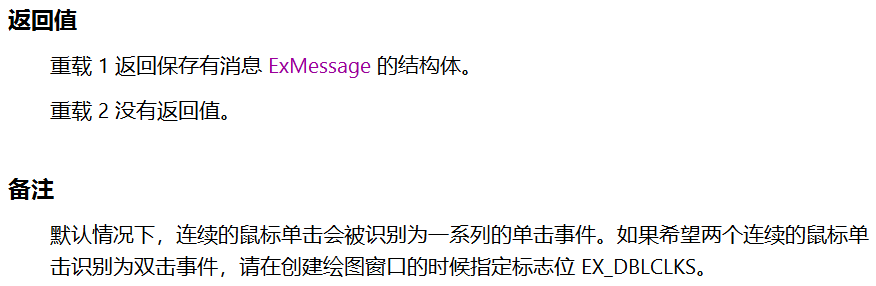 返回值
重载 1 返回保存有消息 ExMessage 的结构体。
重载 2 没有返回值。
备注
默认情况下，连续的鼠标单击会被识别为一系列的单击事件。如果希望两个连续的鼠标单
击识别为双击事件，请在创建绘图窗口的时候指定标志位 EX_DBLCLKS。